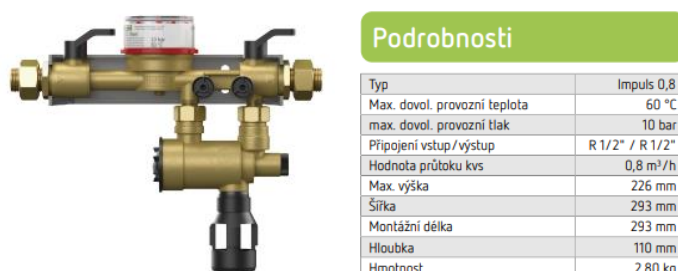 Podrobnosti
Typ Impuls 0,8
Max. dovol. provozní teplota 60 °C
max. dovol. provozní tlak 10 bar
Připojení vstup/výstup R 1/2" / R 1/2"
Hodnota průtoku kvs 0,8 m³/h
Max. výška 226 mm
Šířka 293 mm
Montážní délka 293 mm
Hloubka 110 mm
Hmotnost 2,80 kg